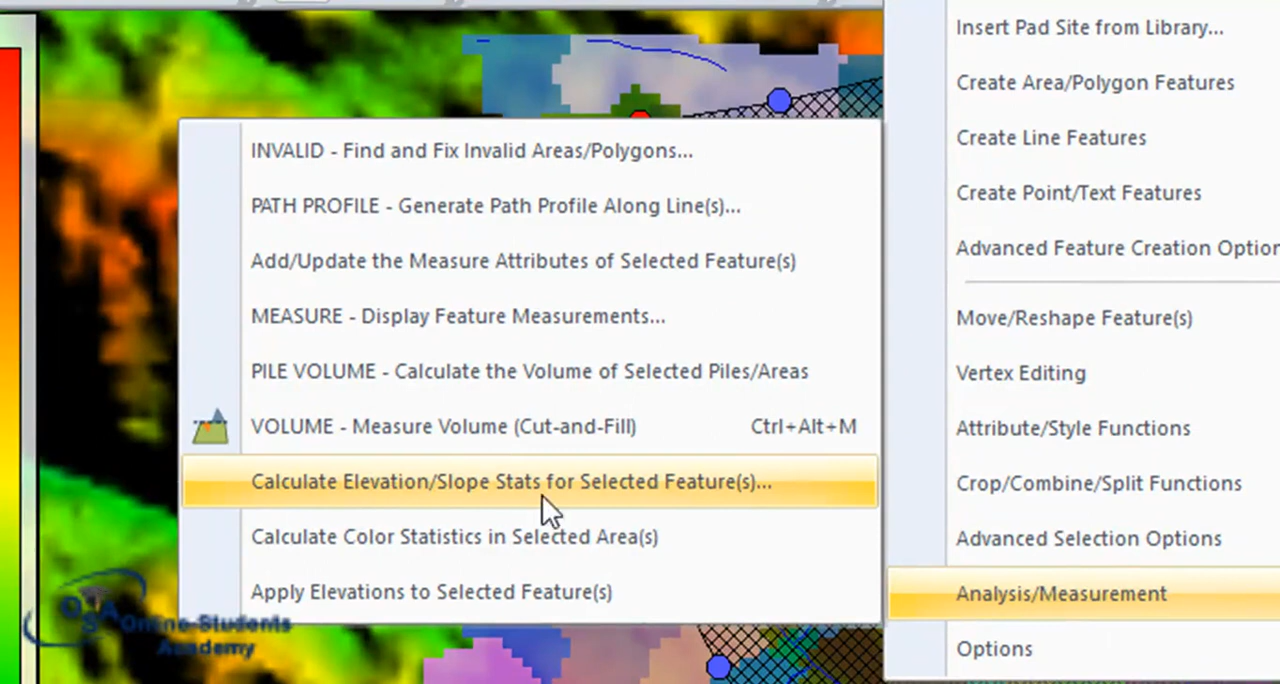 INVALID - Find and Fix Invalid Areas/Polygons...
PATH PROFILE - Generate Path Profile Along Line(s)...
Add/Update the Measure Attributes of Selected Feature(s)
MEASURE - Display Feature Measurements...
PILE VOLUME - Calculate the Volume of Selected Piles/Areas
VOLUME - Measure Volume (Cut-and-Fill) Ctrl+Alt+M
Calculate Elevation/Slope Stats for Selected Feature(s)...
Calculate Color Statistics in Selected Area(s)
Apply Elevations to Selected Feature(s)
Insert Pad Site from Library...
Create Area/Polygon Features
Create Line Features
Create Point/Text Features
Advanced Feature Creation Option
Move/Reshape Feature(s)
Vertex Editing
Attribute/Style Functions
Crop/Combine/Split Functions
Advanced Selection Options
Analysis/Measurement
Options
OSA
Online Students
Academy